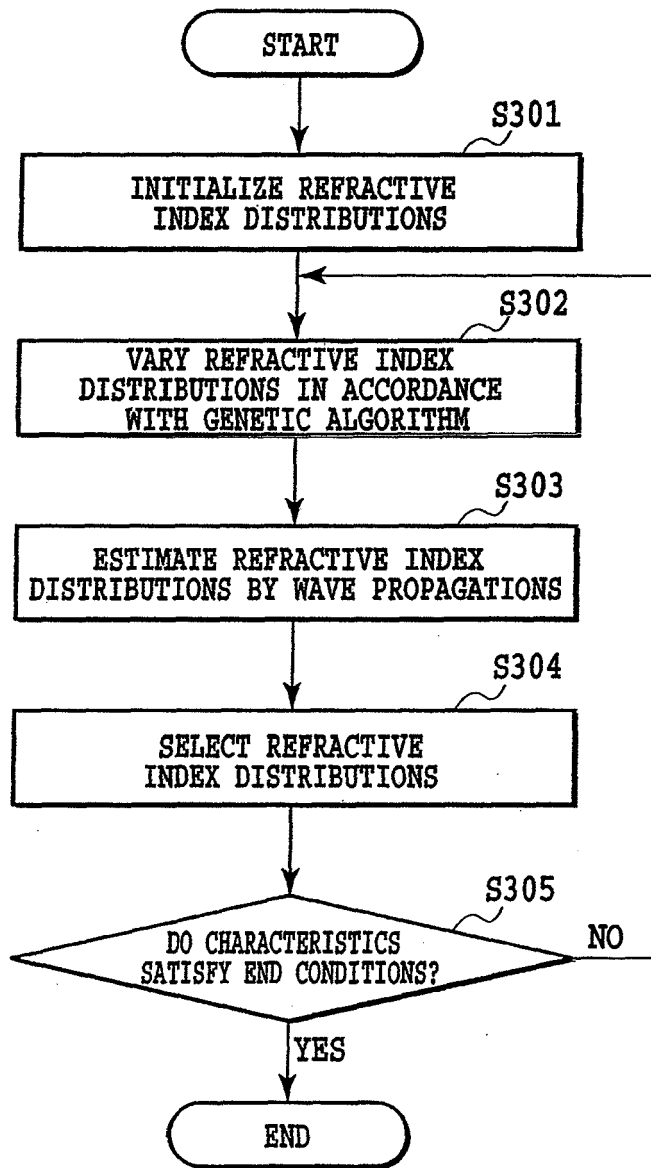 START
S301
INITIALIZE REFRACTIVE
INDEX DISTRIBUTIONS
S302
VARY REFRACTIVE INDEX
DISTRIBUTIONS IN ACCORDANCE
WITH GENETIC ALGORITHM
S303
ESTIMATE REFRACTIVE INDEX
DISTRIBUTIONS BY WAVE PROPAGATIONS
S304
SELECT REFRACTIVE
INDEX DISTRIBUTIONS
S305
DO CHARACTERISTICS
SATISFY END CONDITIONS?
NO
YES
END